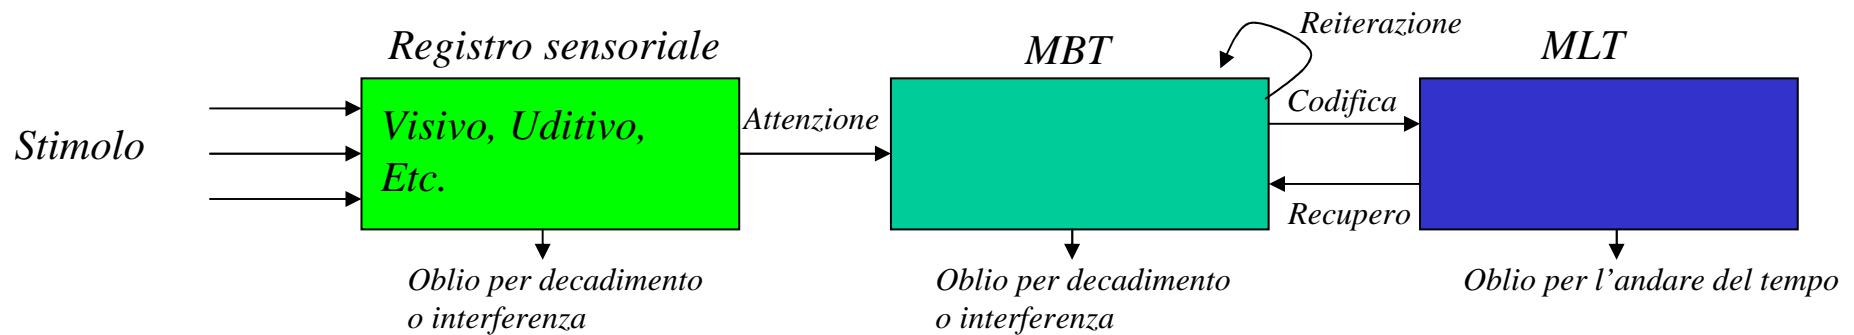 Stimolo
Registro sensoriale
Visivo, Uditivo,
Etc.
Oblio per decadimento
o interferenza
Attenzione
MBT
Reiterazione
Oblio per decadimento
o interferenza
Codifica
Recupero
MLT
Oblio per l'andare del tempo